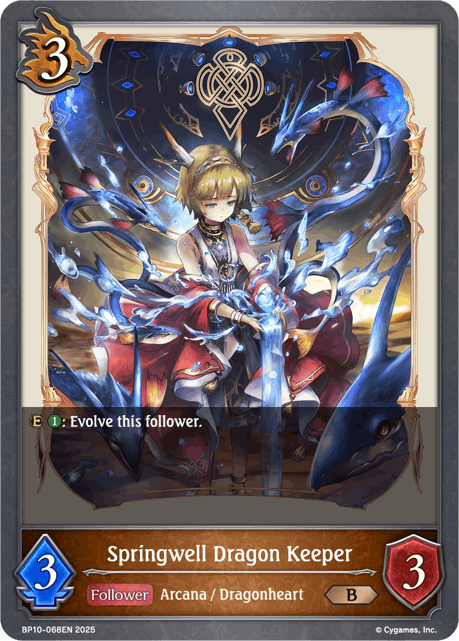 3
E 1: Evolve this follower.
Springwell Dragon Keeper
3
Follower Arcana / Dragonheart B
3
BP10-068EN 2025 © Cygames, Inc.